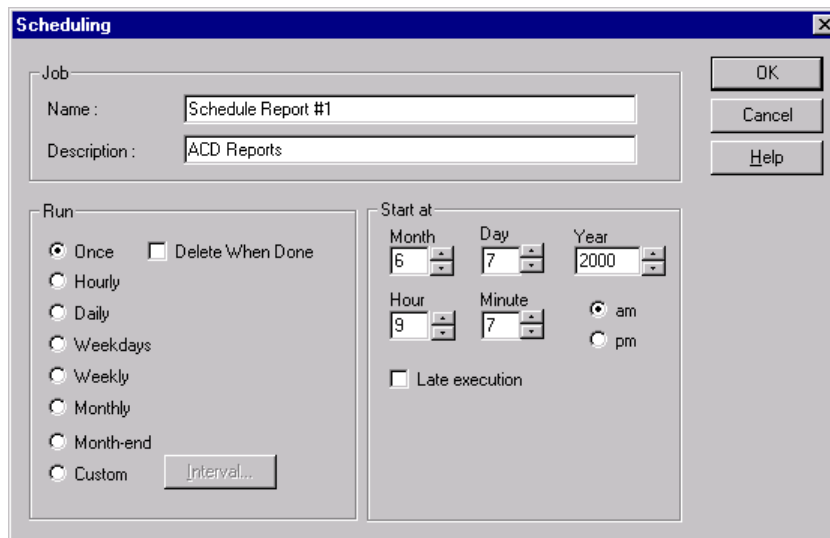 Scheduling
Job
Name :
Schedule Report #1
Description :
ACD Reports
OK
Cancel
Help
Run
Once
Delete When Done
Hourly
Daily
Weekdays
Weekly
Monthly
Month-end
Custom
Interval...
Start at
Month Day Year
6 7 2000
Hour Minute
9 7
am
pm
Late execution